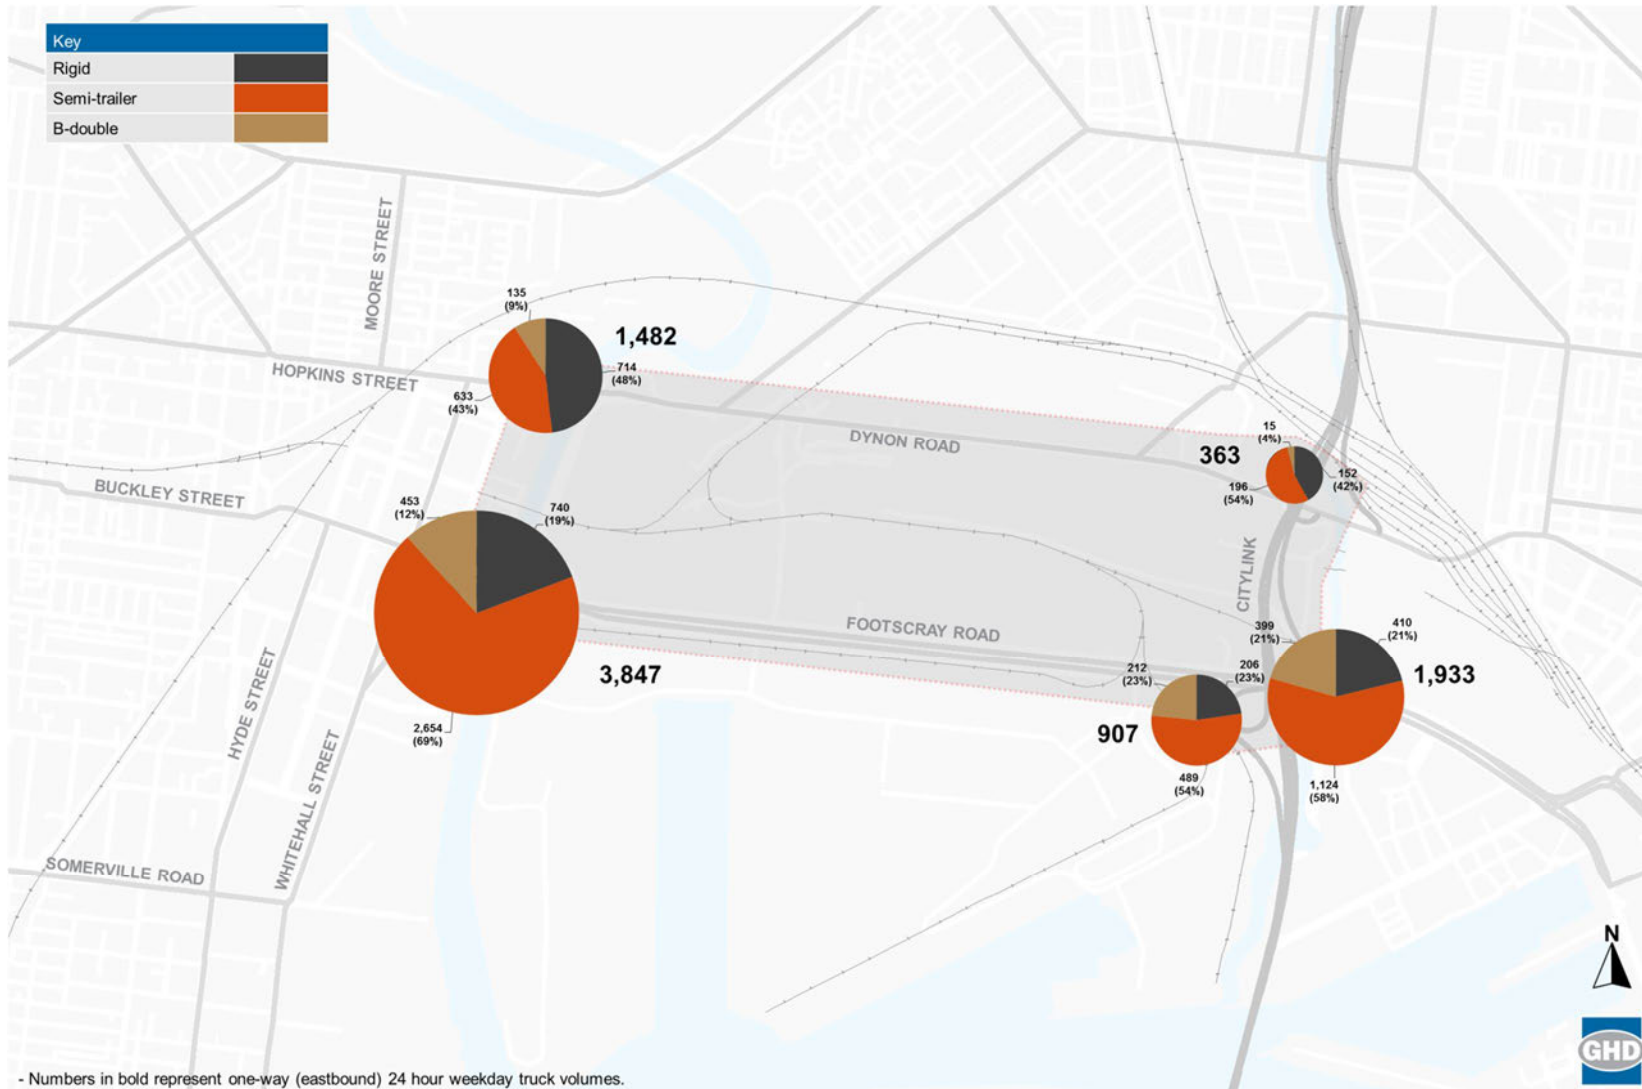 Key
Rigid
Semi-trailer
B-double
MOORE STREET
HOPKINS STREET
135
(9%)
1,482
714
(48%)
633
(43%)
DYNON ROAD
15
(4%)
363
152
(42%)
196
(54%)
BUCKLEY STREET
453
(12%)
740
(19%)
CITYLINK
FOOTSCRAY ROAD
399
(21%)
410
(21%)
3,847
212
(23%)
206
(23%)
1,933
HYDE STREET
2,654
(69%)
907
489
(54%)
1,124
(58%)
WHITEHALL STREET
SOMERVILLE ROAD
N
GHD
- Numbers in bold represent one-way (eastbound) 24 hour weekday truck volumes.